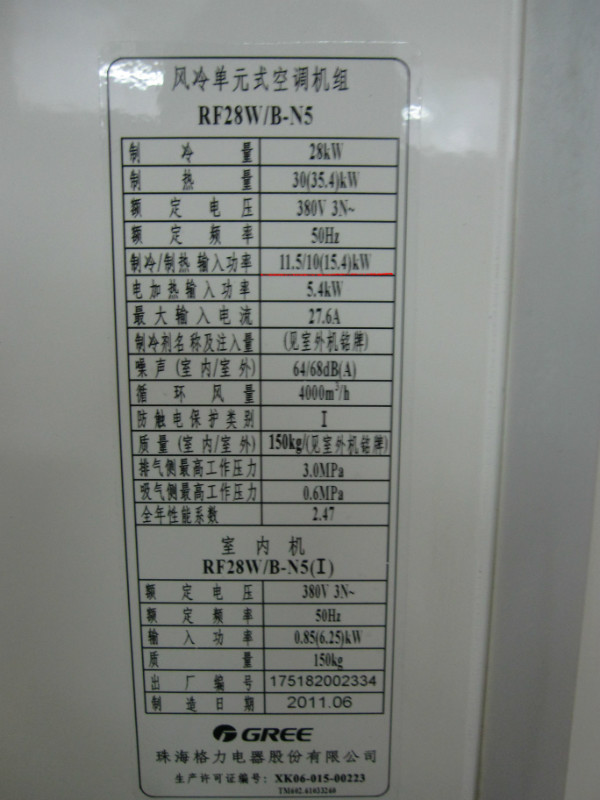 风冷单元式空调机组
RF28W/B-N5
制冷量 28kW
制热量 30(35.4)kW
额定电压 380V 3N~
额定频率 50Hz
制冷/制热输入功率 11.5/10(15.4)kW
电加热输入功率 5.4kW
最大输入电流 27.6A
制冷剂名称及注入量 (见室外机铭牌)
噪声(室内/室外) 64/68dB(A)
循环风量 4000m³/h
防触电保护类别 I
质量(室内/室外) 150kg/(见室外机铭牌)
排气侧最高工作压力 3.0MPa
吸气侧最高工作压力 0.6MPa
全年性能系数 2.47
室内机
RF28W/B-N5(I)
额定电压 380V 3N~
额定频率 50Hz
输入功率 0.85(6.25)kW
质量 150kg
出厂编号 175182002334
制造日期 2011.06
GREE
珠海格力电器股份有限公司
生产许可证编号: XK06-015-00223